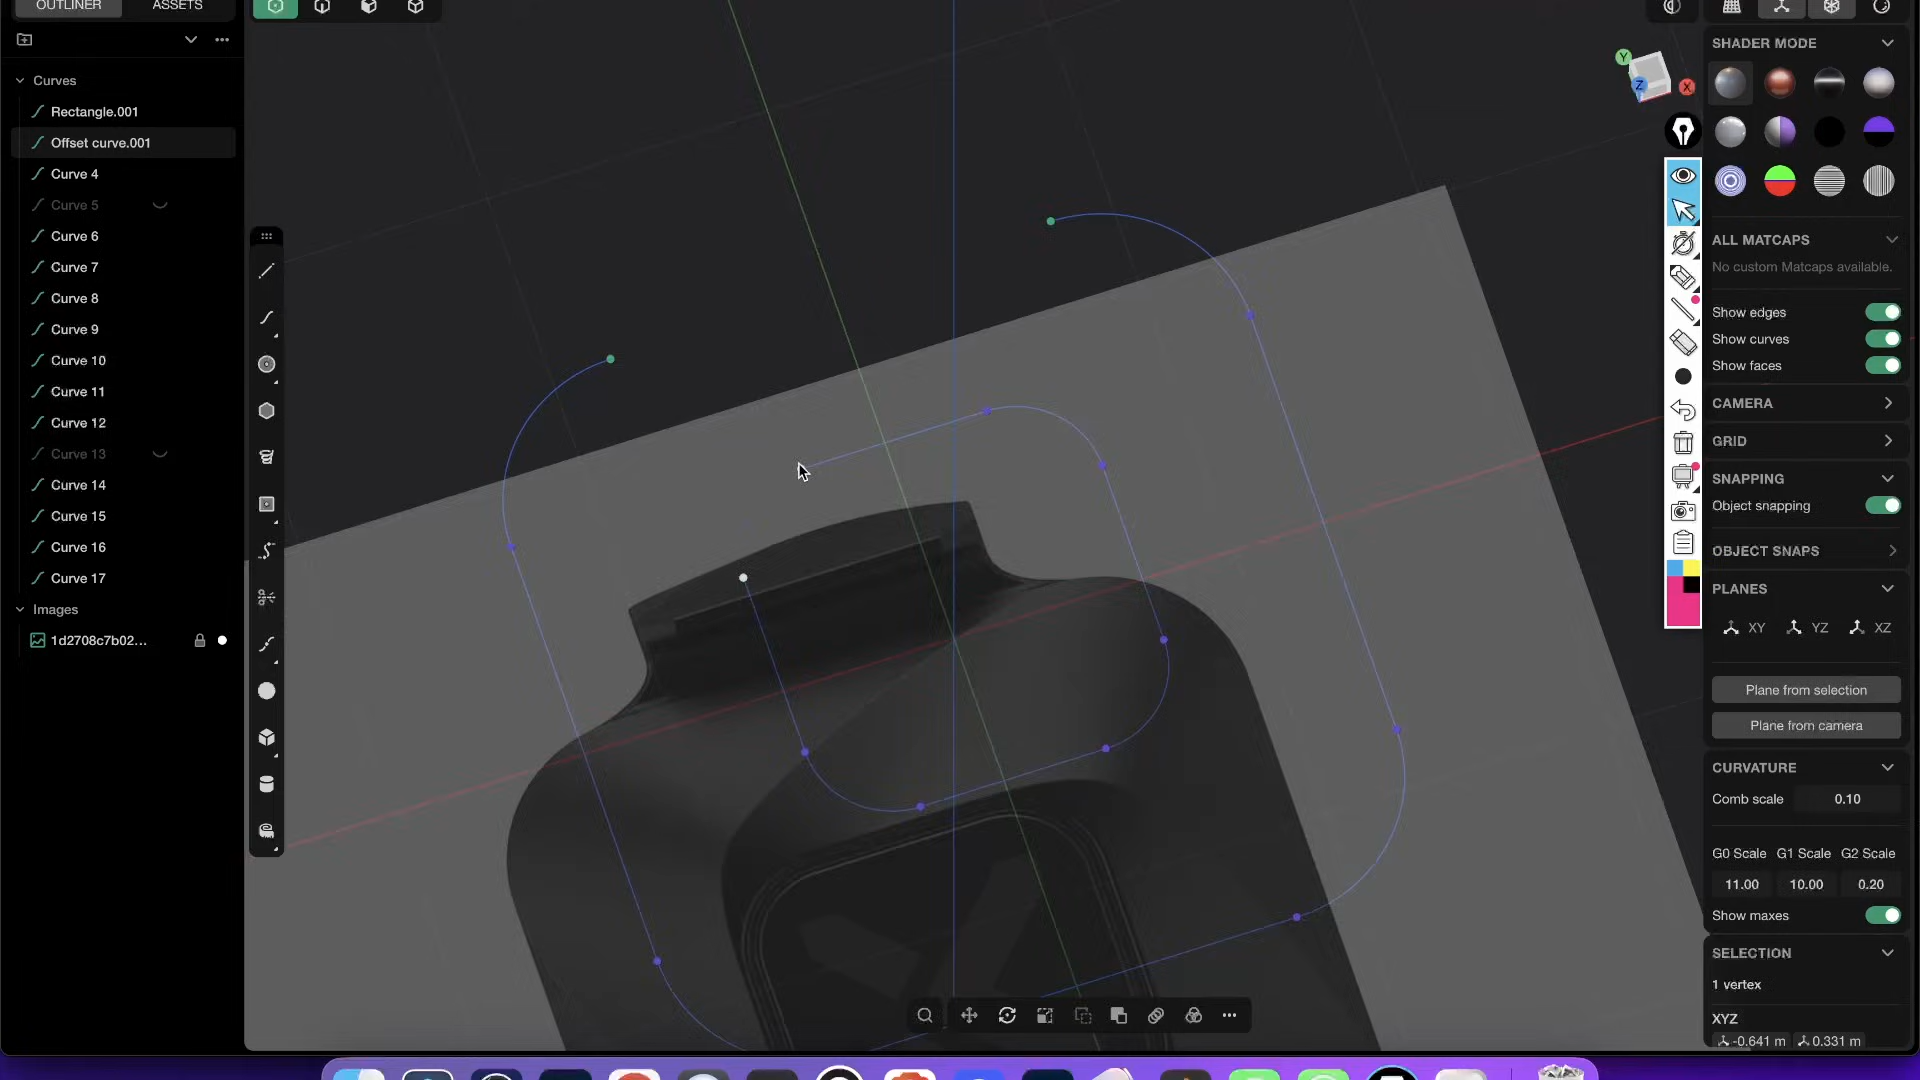 OUTLINER ASSETS
Curves
Rectangle.001
Offset curve.001
Curve 4
Curve 5
Curve 6
Curve 7
Curve 8
Curve 9
Curve 10
Curve 11
Curve 12
Curve 13
Curve 14
Curve 15
Curve 16
Curve 17
Images
1d2708c7b02...
Y
Z
X
SHADER MODE
ALL MATCAPS
No custom Matcaps available.
Show edges
Show curves
Show faces
CAMERA
GRID
SNAPPING
Object snapping
OBJECT SNAPS
PLANES
XY YZ XZ
Plane from selection
Plane from camera
CURVATURE
Comb scale 0.10
G0 Scale G1 Scale G2 Scale
11.00 10.00 0.20
Show maxes
SELECTION
1 vertex
XYZ
-0.641 m 0.331 m